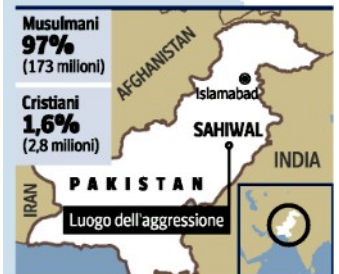 Musulmani
97%
(173 milioni)
Cristiani
1,6%
(2,8 milioni)
AFGHANISTAN
Islamabad
SAHIWAL
INDIA
PAKISTAN
IRAN
Luogo dell'aggressione